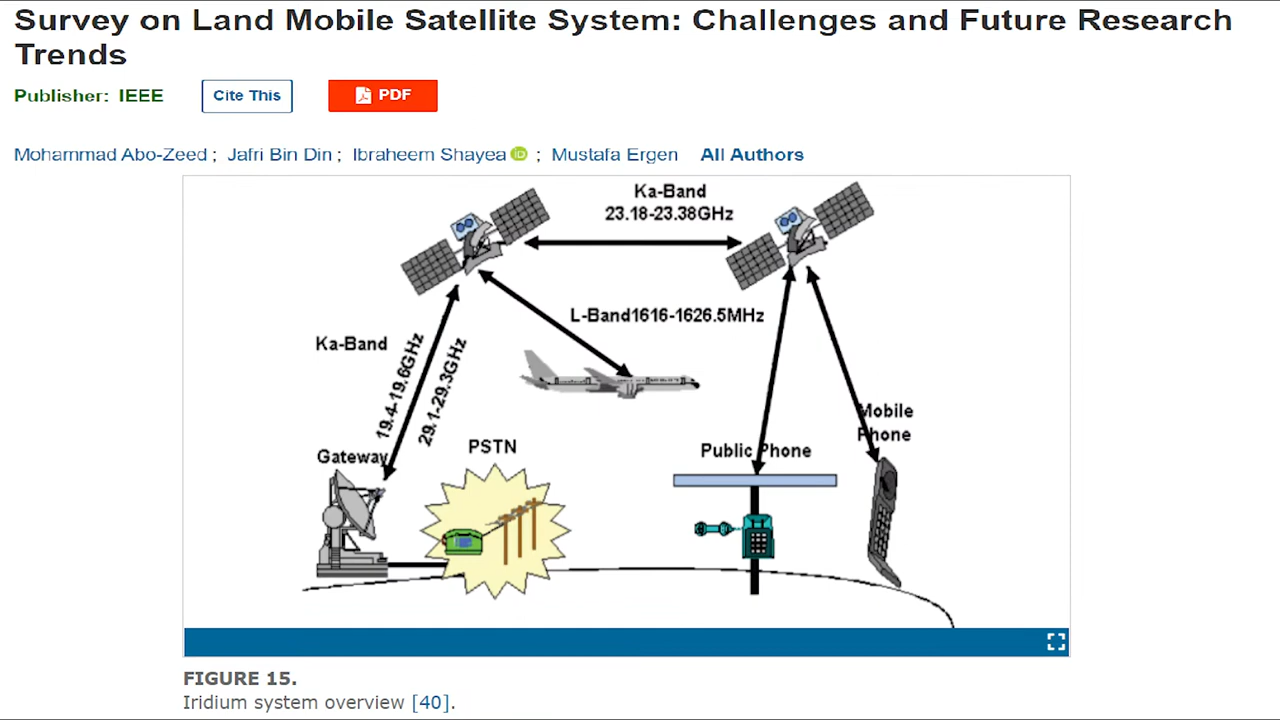 Survey on Land Mobile Satellite System: Challenges and Future Research
Trends
Publisher: IEEE
Cite This
PDF
Mohammad Abo-Zeed ; Jafri Bin Din ; Ibraheem Shayea iD ; Mustafa Ergen All Authors
Ka-Band
23.18-23.38GHz
L-Band1616-1626.5MHz
Ka-Band
19.4-19.6GHz
29.1-29.3GHz
Mobile
Phone
Gateway
PSTN
Public Phone
FIGURE 15.
Iridium system overview [40].